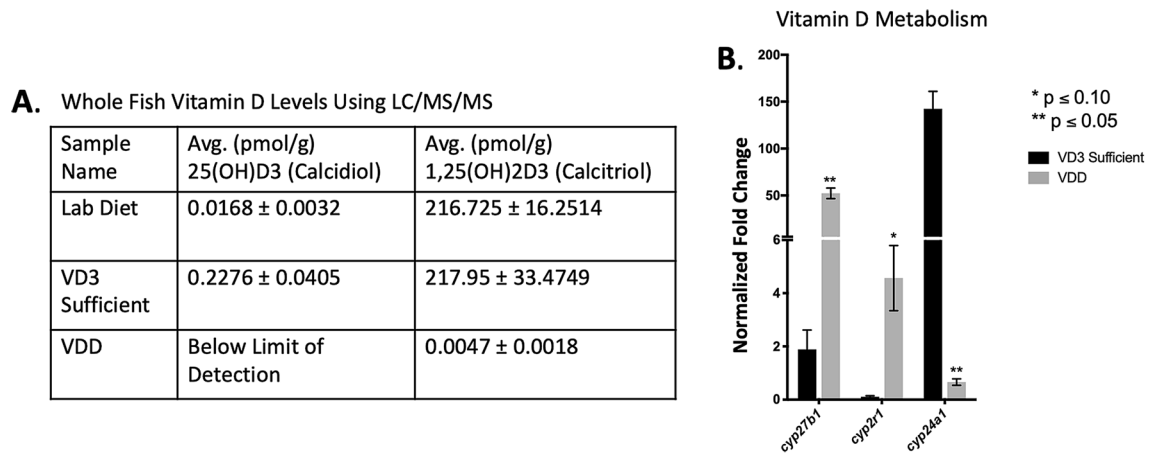 Vitamin D Metabolism
A. Whole Fish Vitamin D Levels Using LC/MS/MS
Sample Name
Avg. (pmol/g)
25(OH)D3 (Calcidiol)
Avg. (pmol/g)
1,25(OH)2D3 (Calcitriol)
Lab Diet
0.0168 ± 0.0032
216.725 ± 16.2514
VD3
Sufficient
0.2276 ± 0.0405
217.95 ± 33.4749
VDD
Below Limit of
Detection
0.0047 ± 0.0018
B.
Normalized Fold Change
200
150
100
50
6
4
2
0
**
*
**
cyp27b1
cyp2r1
cyp24a1
* p ≤ 0.10
** p ≤ 0.05
VD3 Sufficient
VDD